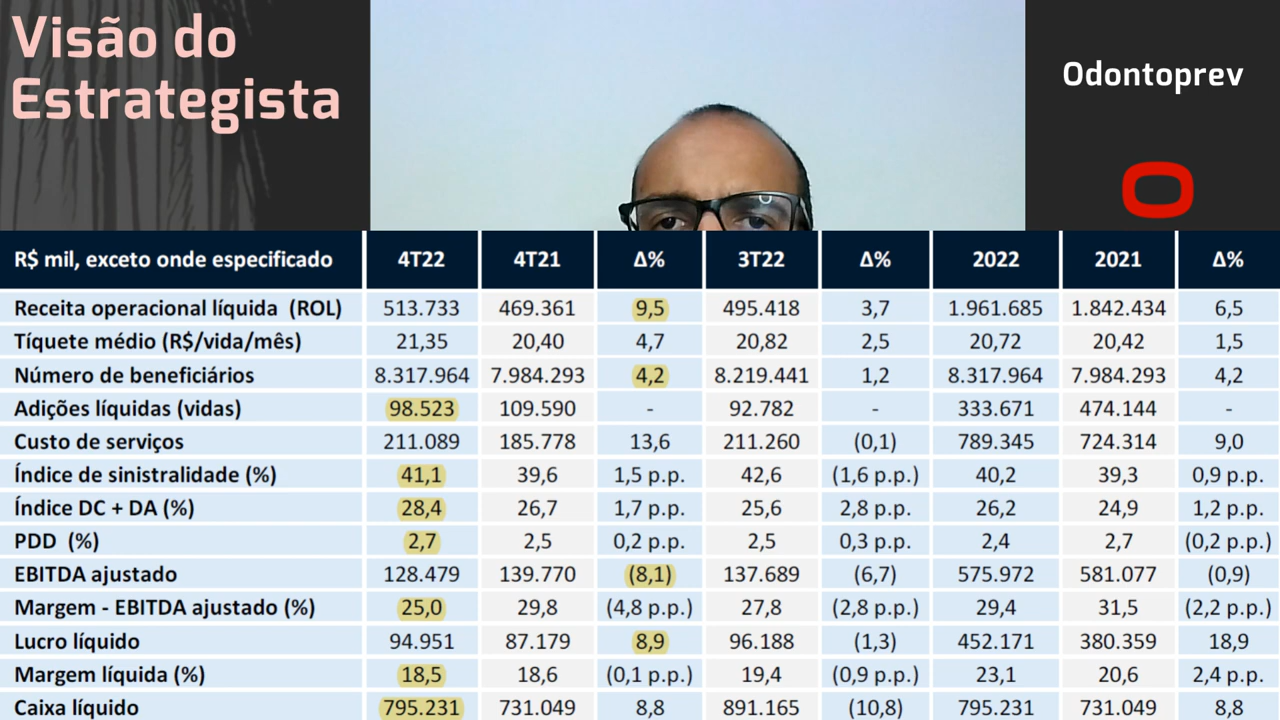 Visão do
Estrategista
Odontoprev
R$ mil, exceto onde especificado 4T22 4T21 Δ% 3T22 Δ% 2022 2021 Δ%
Receita operacional líquida (ROL) 513.733 469.361 9,5 495.418 3,7 1.961.685 1.842.434 6,5
Tíquete médio (R$/vida/mês) 21,35 20,40 4,7 20,82 2,5 20,72 20,42 1,5
Número de beneficiários 8.317.964 7.984.293 4,2 8.219.441 1,2 8.317.964 7.984.293 4,2
Adições líquidas (vidas) 98.523 109.590 - 92.782 - 333.671 474.144 -
Custo de serviços 211.089 185.778 13,6 211.260 (0,1) 789.345 724.314 9,0
Índice de sinistralidade (%) 41,1 39,6 1,5 p.p. 42,6 (1,6 p.p.) 40,2 39,3 0,9 p.p.
Índice DC + DA (%) 28,4 26,7 1,7 p.p. 25,6 2,8 p.p. 26,2 24,9 1,2 p.p.
PDD (%) 2,7 2,5 0,2 p.p. 2,5 0,3 p.p. 2,4 2,7 (0,2 p.p.)
EBITDA ajustado 128.479 139.770 (8,1) 137.689 (6,7) 575.972 581.077 (0,9)
Margem - EBITDA ajustado (%) 25,0 29,8 (4,8 p.p.) 27,8 (2,8 p.p.) 29,4 31,5 (2,2 p.p.)
Lucro líquido 94.951 87.179 8,9 96.188 (1,3) 452.171 380.359 18,9
Margem líquida (%) 18,5 18,6 (0,1 p.p.) 19,4 (0,9 p.p.) 23,1 20,6 2,4 p.p.
Caixa líquido 795.231 731.049 8,8 891.165 (10,8) 795.231 731.049 8,8